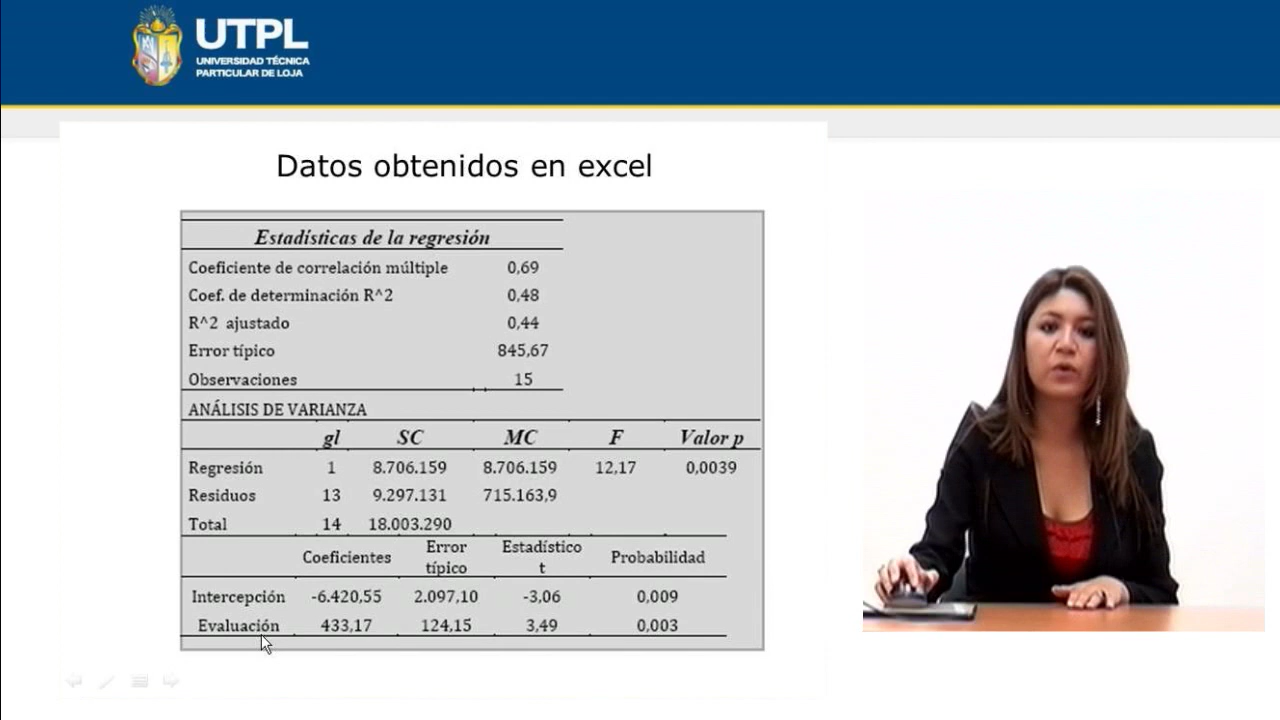 UTPL
UNIVERSIDAD TÉCNICA
PARTICULAR DE LOJA
Datos obtenidos en excel
Estadísticas de la regresión
Coeficiente de correlación múltiple 0,69
Coef. de determinación R^2 0,48
R^2 ajustado 0,44
Error típico 845,67
Observaciones 15
ANÁLISIS DE VARIANZA
gl SC MC F Valor p
Regresión 1 8.706.159 8.706.159 12,17 0,0039
Residuos 13 9.297.131 715.163,9
Total 14 18.003.290
Coeficientes Error típico Estadístico t Probabilidad
Intercepción -6.420,55 2.097,10 -3,06 0,009
Evaluación 433,17 124,15 3,49 0,003